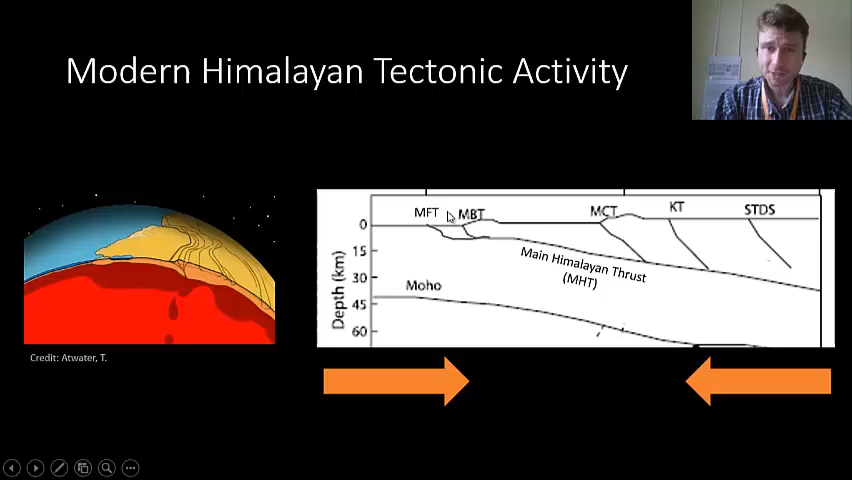 Modern Himalayan Tectonic Activity
MFT
MBT
MCT
KT
STDS
0
15
30
45
60
Depth (km)
Main Himalayan Thrust
(MHT)
Moho
Credit: Atwater, T.